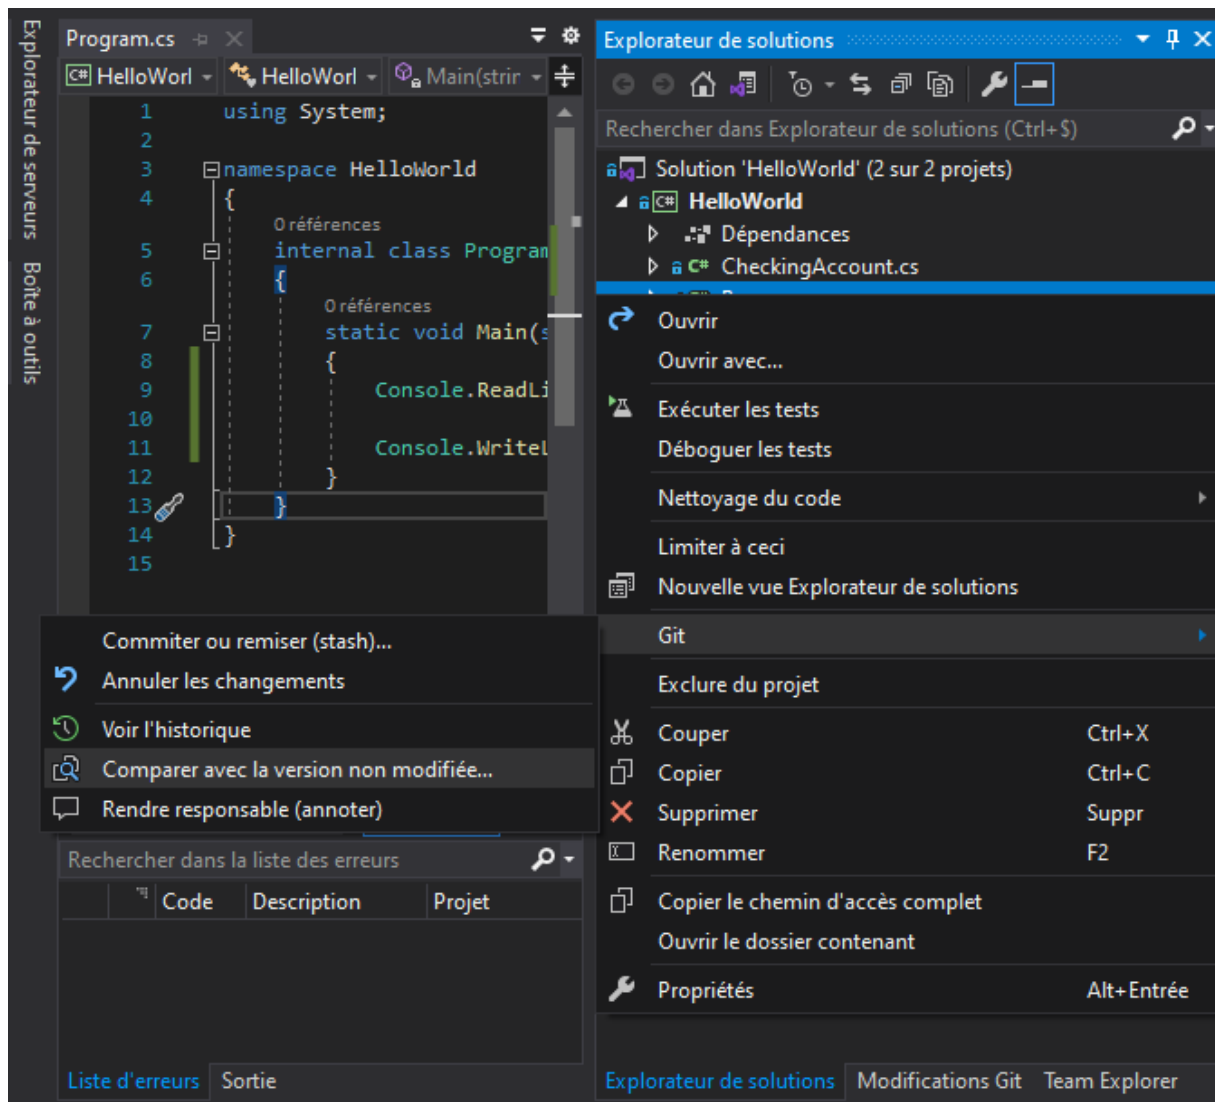 Explorateur de serveurs
Boîte à outils
Program.cs
HelloWorl
HelloWorl
Main(strir
1 using System;
2
3 namespace HelloWorld
4 {
0 références
5 internal class Program
6 {
0 références
7 static void Main(s
8 {
9 Console.ReadLi
10
11 Console.WriteL
12 }
13 }
14 }
15
Explorateur de solutions
Rechercher dans Explorateur de solutions (Ctrl+$)
Solution 'HelloWorld' (2 sur 2 projets)
C# HelloWorld
Dépendances
C# CheckingAccount.cs
Ouvrir
Ouvrir avec...
Exécuter les tests
Déboguer les tests
Nettoyage du code
Limiter à ceci
Nouvelle vue Explorateur de solutions
Git
Exclure du projet
Couper Ctrl+X
Copier Ctrl+C
Supprimer Suppr
Renommer F2
Copier le chemin d'accès complet
Ouvrir le dossier contenant
Propriétés Alt+Entrée
Commiter ou remiser (stash)...
Annuler les changements
Voir l'historique
Comparer avec la version non modifiée...
Rendre responsable (annoter)
Rechercher dans la liste des erreurs
Code Description Projet
Liste d'erreurs Sortie
Explorateur de solutions Modifications Git Team Explorer